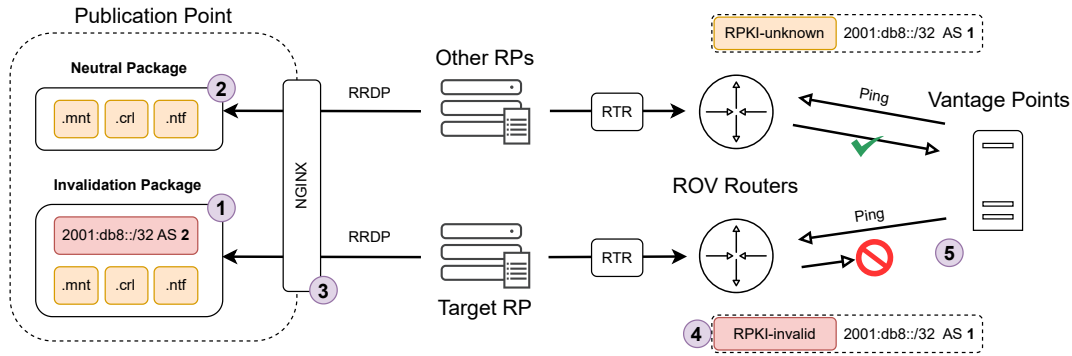 Publication Point
Neutral Package
2
.mnt .crl .ntf
Invalidation Package
1
2001:db8::/32 AS 2
.mnt .crl .ntf
NGINX
3
RRDP
RRDP
Other RPs
Target RP
RTR
RTR
RPKI-unknown 2001:db8::/32 AS 1
ROV Routers
Ping
Vantage Points
Ping
5
4
RPKI-invalid 2001:db8::/32 AS 1